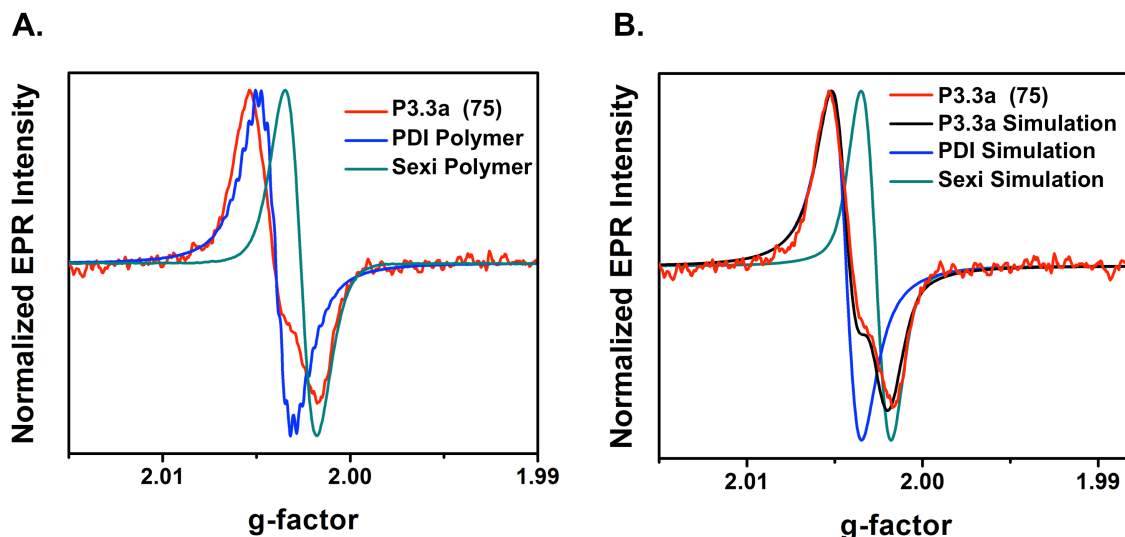 A.
Normalized EPR Intensity
P3.3a (75)
PDI Polymer
Sexi Polymer
2.01
2.00
1.99
g-factor
B.
Normalized EPR Intensity
P3.3a (75)
P3.3a Simulation
PDI Simulation
Sexi Simulation
2.01
2.00
1.99
g-factor